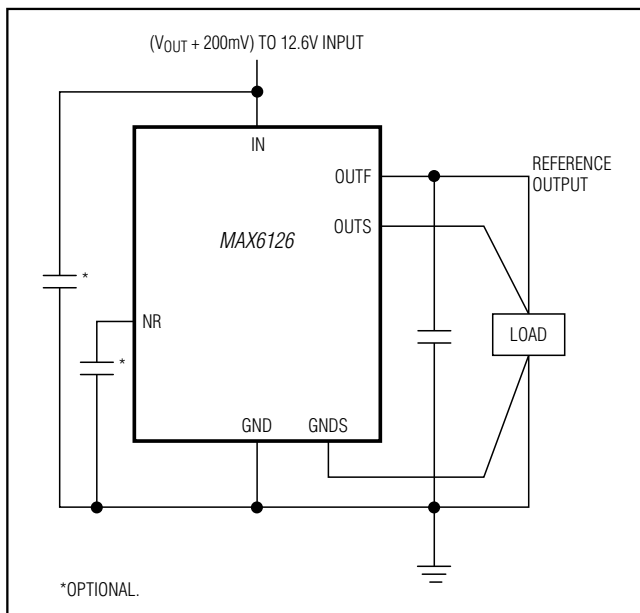 (VOUT + 200mV) TO 12.6V INPUT
IN
OUTF
REFERENCE
OUTPUT
OUTS
MAX6126
*
NR
LOAD
*
GND
GNDS
*OPTIONAL.